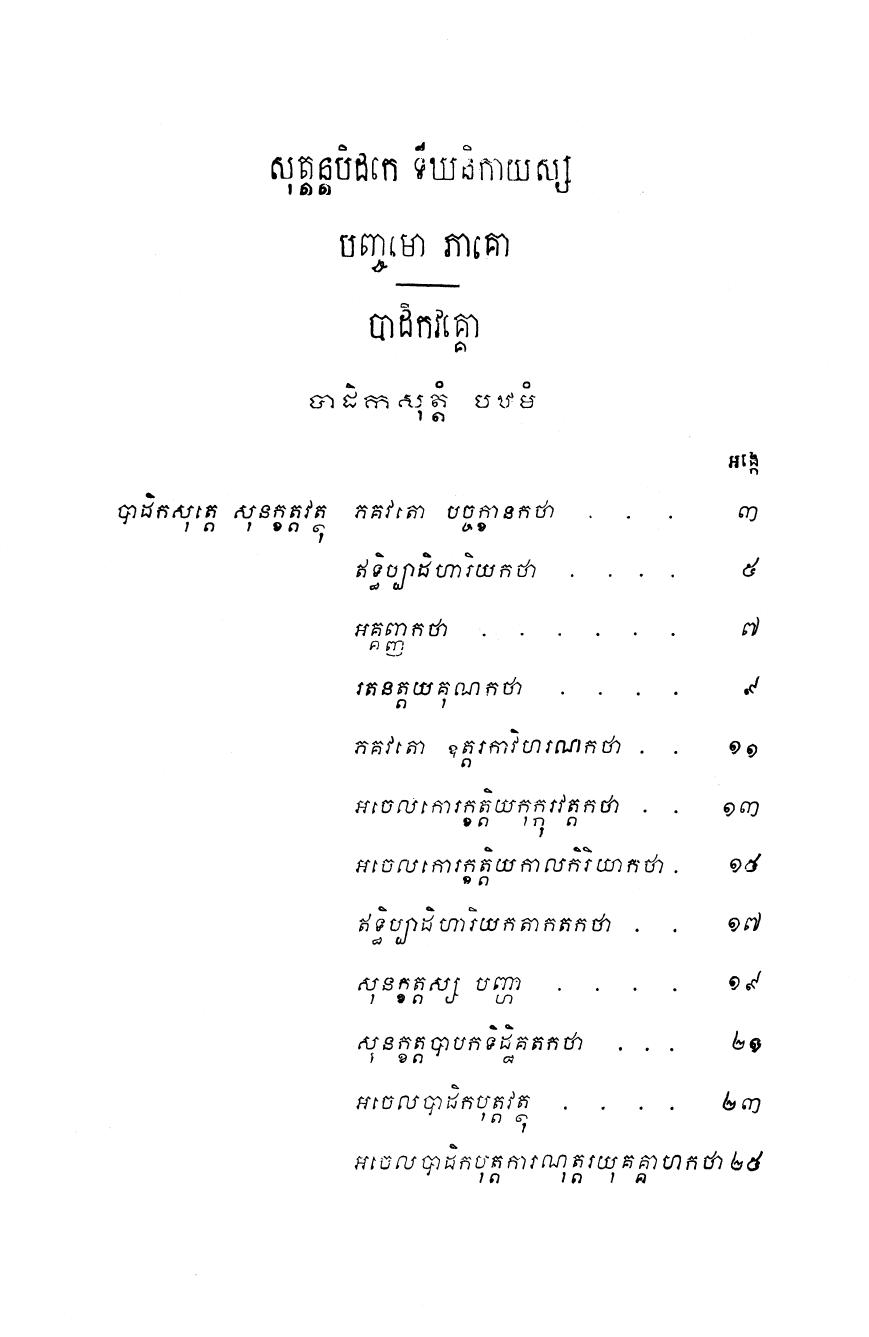 សុត្តន្តបិដកេ ទីឃនិកាយស្ស
បញ្ចមោ ភាគោ
បាដិកវគ្គោ
បាដិកសុត្តំ បឋមំ
អង្កេ
បាដិកសុត្តេ សុនក្ខត្តវត្ថុ ភគវតោ បច្ចក្ខានកថា . . . ៣
ឥទ្ធិប្បាដិហារិយកថា . . . . ៥
អគ្គញ្ញកថា . . . . . . ៧
រតនត្តយគុណកថា . . . . ៩
ភគវតោ ឧត្តរកាវិហរណកថា . . ១១
អចេលកោរក្ខត្តិយកុក្កុរវត្តកថា . . ១៣
អចេលកោរក្ខត្តិយកាលកិរិយាកថា . ១៥
ឥទ្ធិប្បាដិហារិយកតាកតកថា . . ១៧
សុនក្ខត្តស្ស បញ្ហា . . . . ១៩
សុនក្ខត្តបាបកទិដ្ឋិគតកថា . . . ២១
អចេលបាដិកបុត្តវត្ថុ . . . . ២៣
អចេលបាដិកបុត្តការណុត្តរយុគគ្គាហកថា ២៥